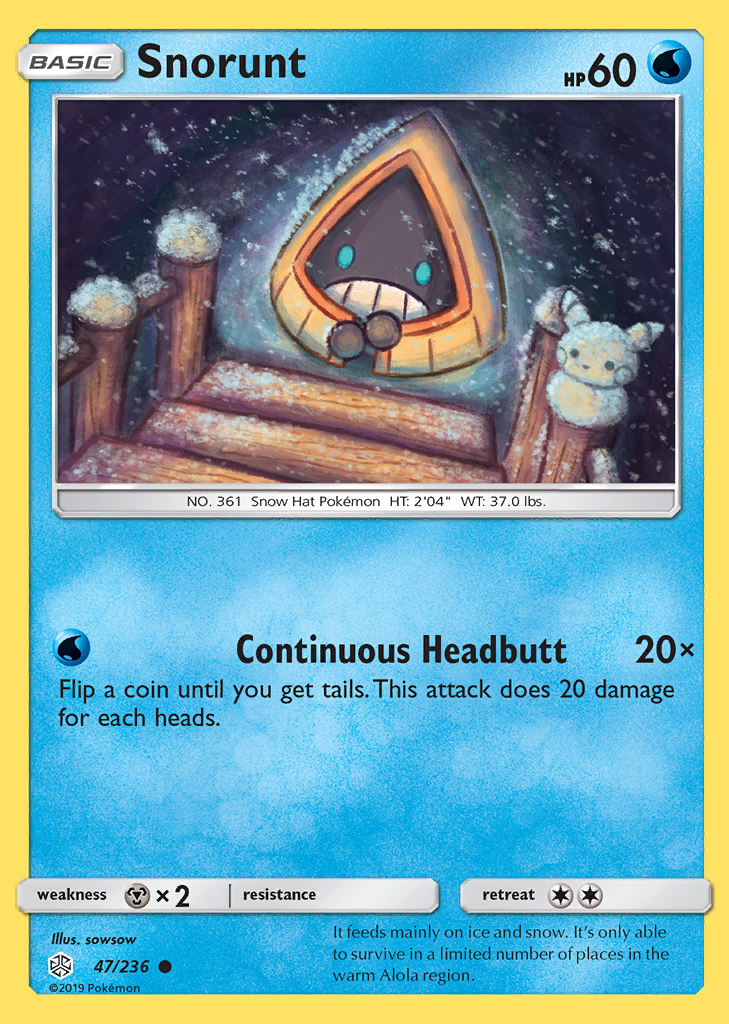 BASIC Snorunt HP60
NO. 361 Snow Hat Pokémon HT: 2'04" WT: 37.0 lbs.
Continuous Headbutt 20×
Flip a coin until you get tails. This attack does 20 damage
for each heads.
weakness × 2 resistance retreat
Illus. sowsow
47/236
©2019 Pokémon
It feeds mainly on ice and snow. It's only able
to survive in a limited number of places in the
warm Alola region.